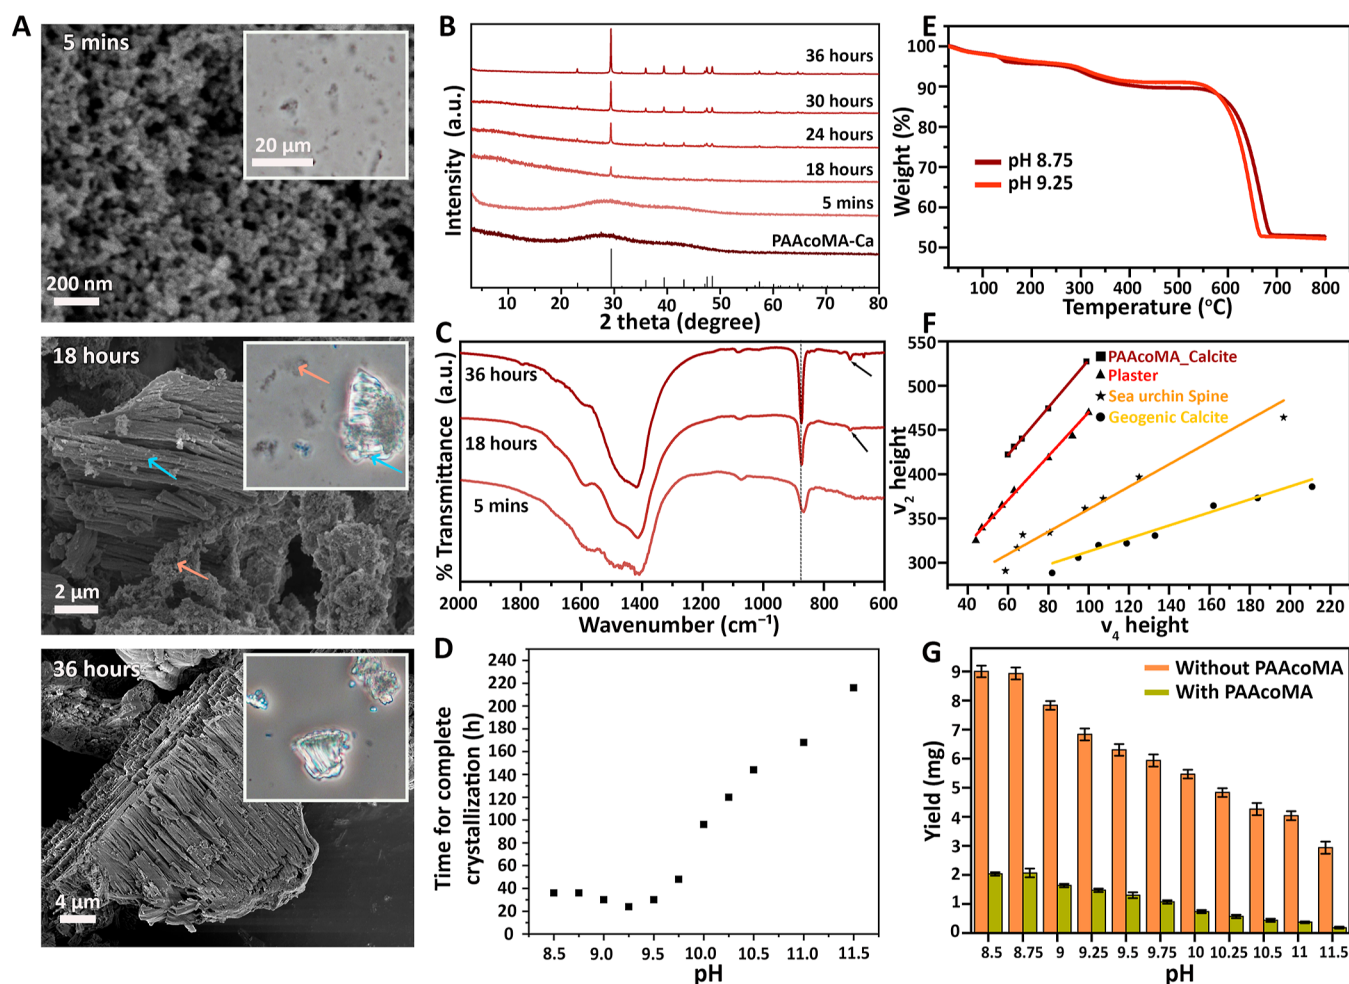 A
5 mins
20 µm
200 nm
18 hours
2 µm
36 hours
4 µm
B
Intensity (a.u.)
36 hours
30 hours
24 hours
18 hours
5 mins
PAAcoMA-Ca
10 20 30 40 50 60 70 80
2 theta (degree)
C
% Transmittance (a.u.)
36 hours
18 hours
5 mins
2000 1800 1600 1400 1200 1000 800 600
Wavenumber (cm⁻¹)
D
Time for complete
crystallization (h)
240
220
200
180
160
140
120
100
80
60
40
20
0
8.5 9.0 9.5 10.0 10.5 11.0 11.5
pH
E
Weight (%)
100
90
80
70
60
50
pH 8.75
pH 9.25
100 200 300 400 500 600 700 800
Temperature (°C)
F
v₂ height
550
500
450
400
350
300
PAAcoMA_Calcite
Plaster
Sea urchin Spine
Geogenic Calcite
40 60 80 100 120 140 160 180 200 220
v₄ height
G
Yield (mg)
9
8
7
6
5
4
3
2
1
0
Without PAAcoMA
With PAAcoMA
8.5 8.75 9 9.25 9.5 9.75 10 10.25 10.5 11 11.5
pH